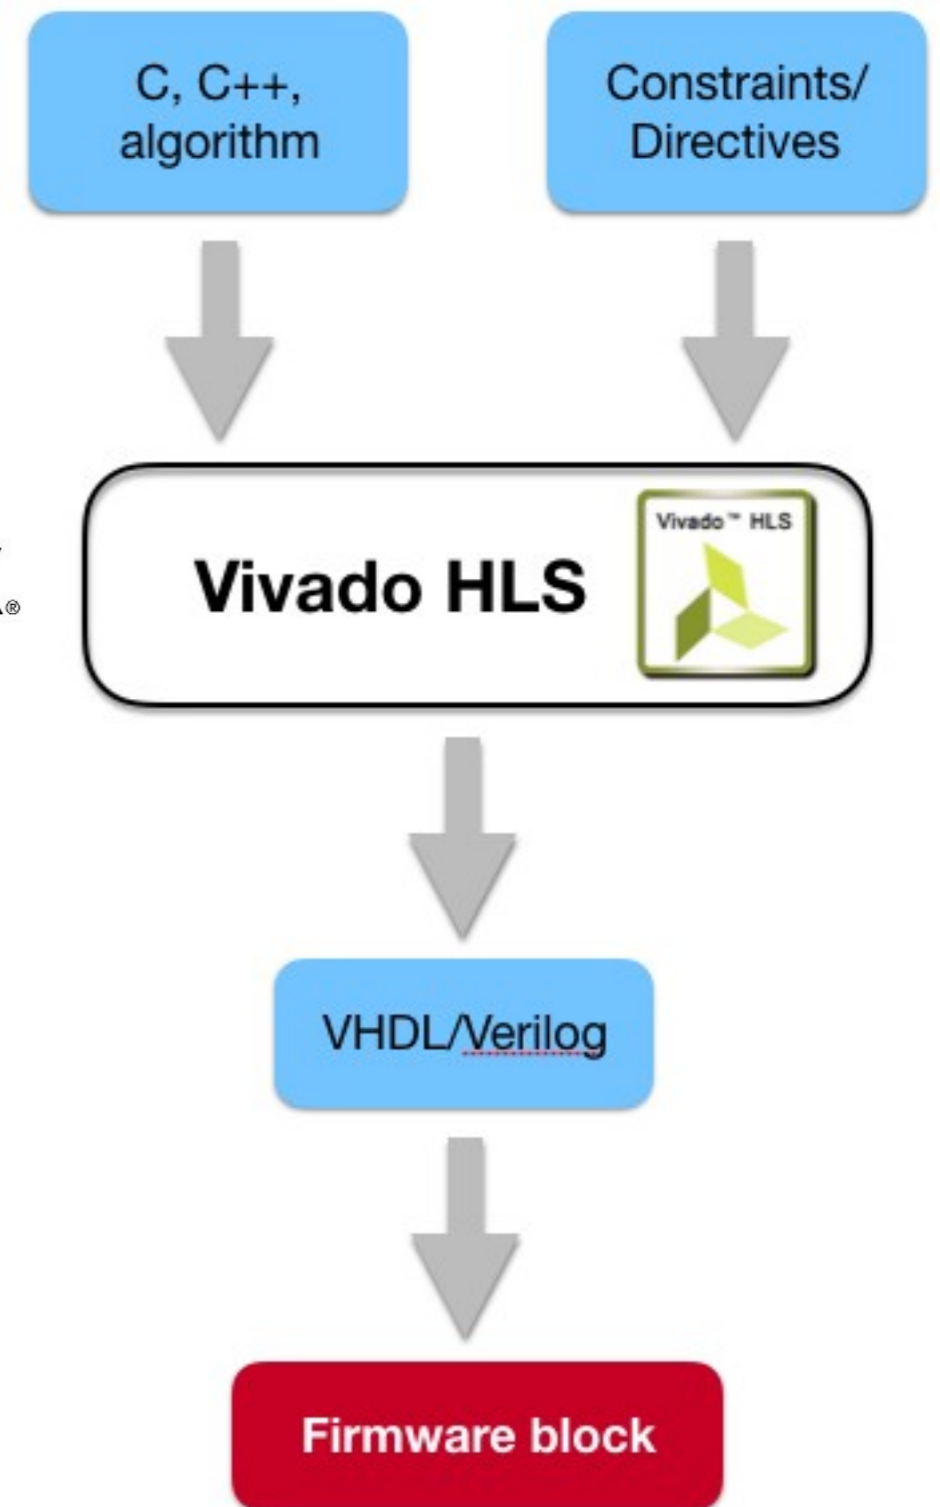 C, C++,
algorithm
Constraints/
Directives
Vivado HLS
Vivado™ HLS
®
VHDL/Verilog
Firmware block